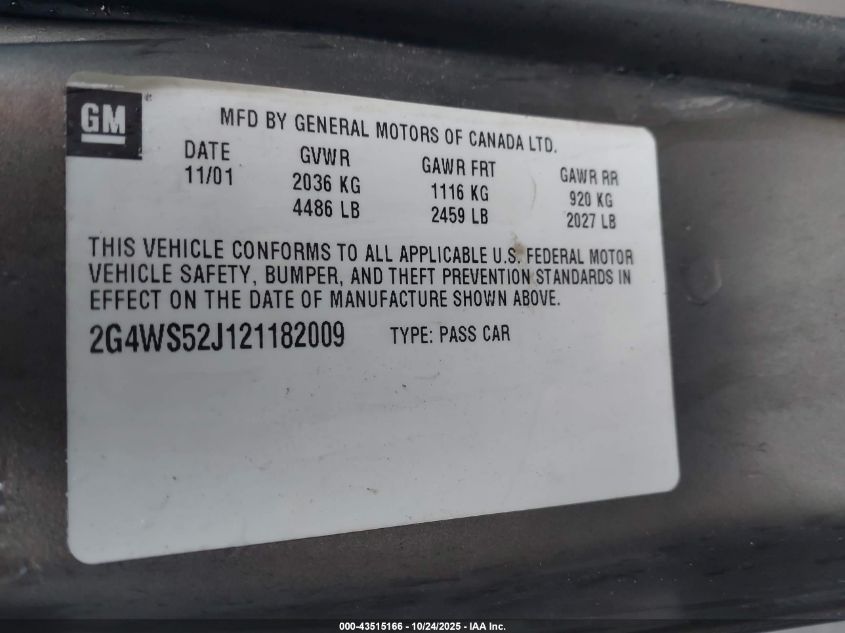 GM
MFD BY GENERAL MOTORS OF CANADA LTD.
DATE GVWR GAWR FRT GAWR RR
11/01 2036 KG 1116 KG 920 KG
4486 LB 2459 LB 2027 LB
THIS VEHICLE CONFORMS TO ALL APPLICABLE U.S. FEDERAL MOTOR
VEHICLE SAFETY, BUMPER, AND THEFT PREVENTION STANDARDS IN
EFFECT ON THE DATE OF MANUFACTURE SHOWN ABOVE.
2G4WS52J121182009 TYPE: PASS CAR
000-43515166 - 10/24/2025 - IAA Inc.